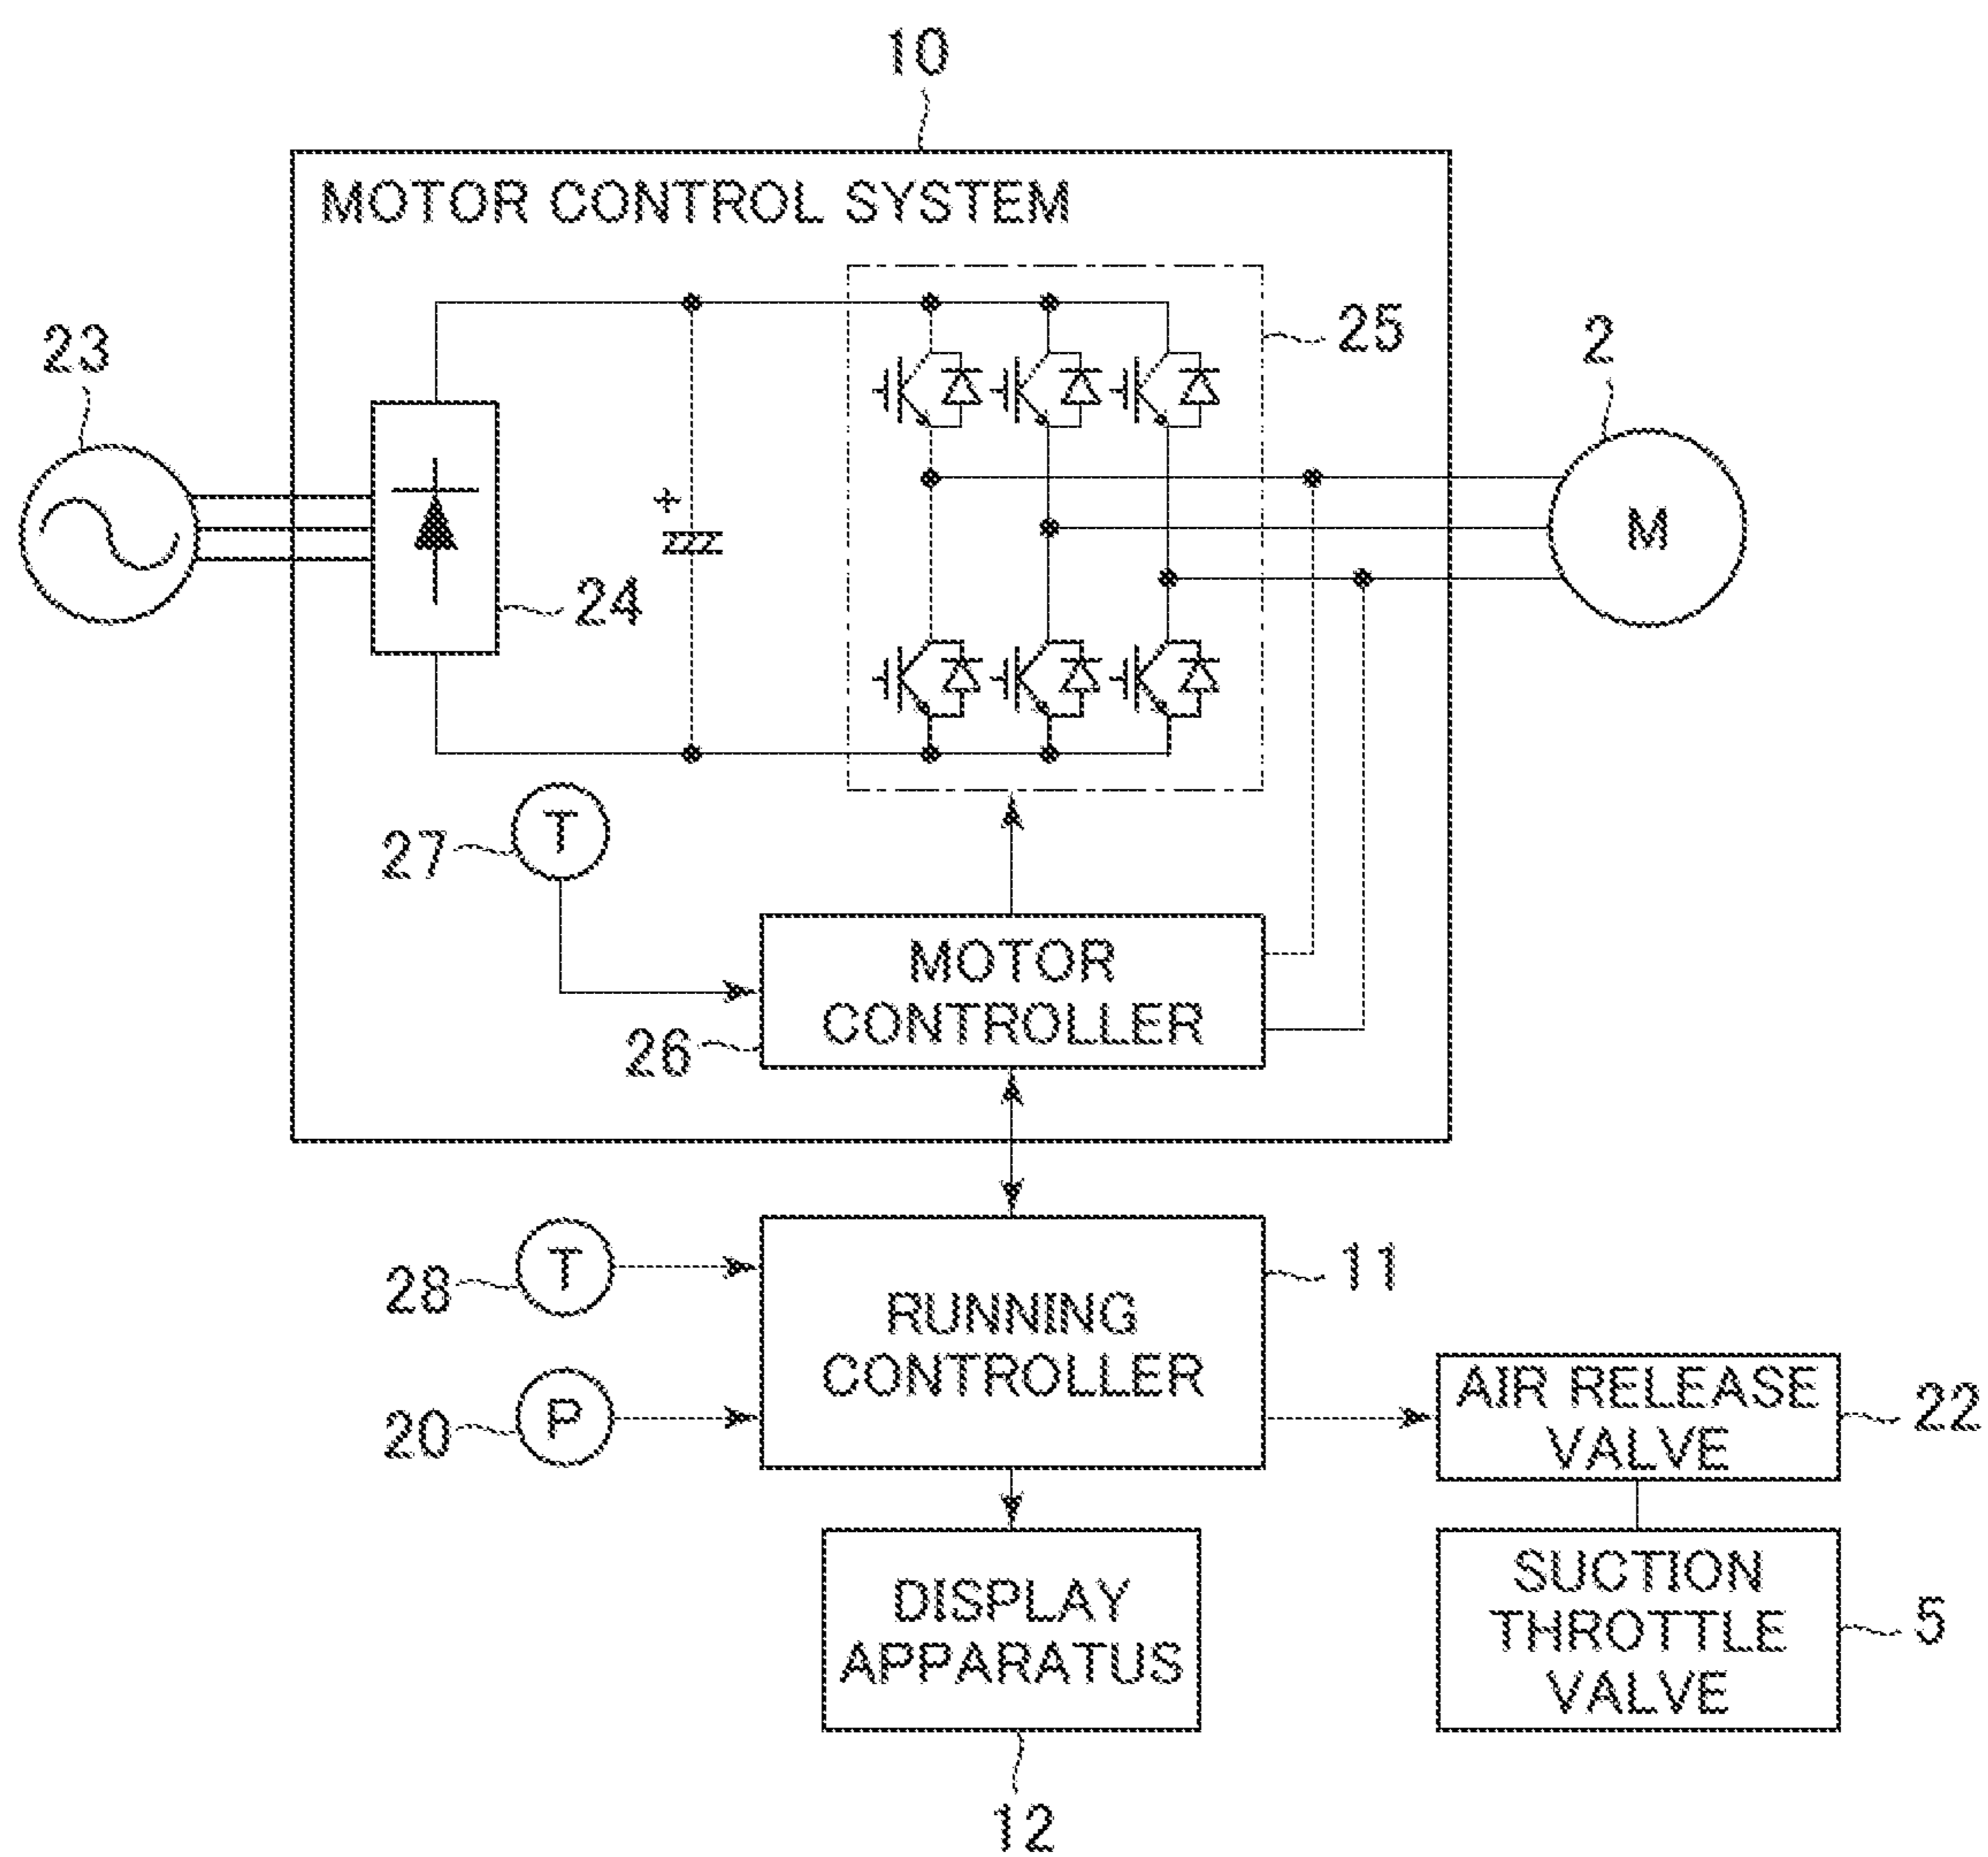 10
MOTOR CONTROL SYSTEM
23
25
2
+
M
24
T
27
MOTOR
CONTROLLER
26
T
28
RUNNING
CONTROLLER
11
P
20
AIR RELEASE
VALVE
22
DISPLAY
APPARATUS
SUCTION
THROTTLE
VALVE
5
12